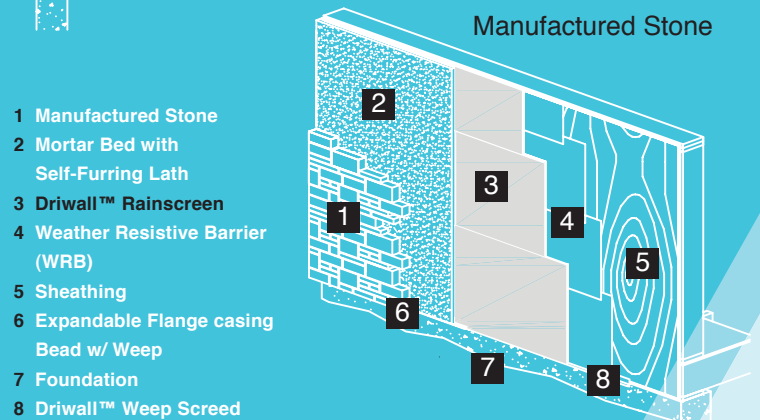 Manufactured Stone
1 Manufactured Stone
2 Mortar Bed with
Self-Furring Lath
3 Driwall™ Rainscreen
4 Weather Resistive Barrier
(WRB)
5 Sheathing
6 Expandable Flange casing
Bead w/ Weep
7 Foundation
8 Driwall™ Weep Screed
2
3
1
4
5
6
7
8